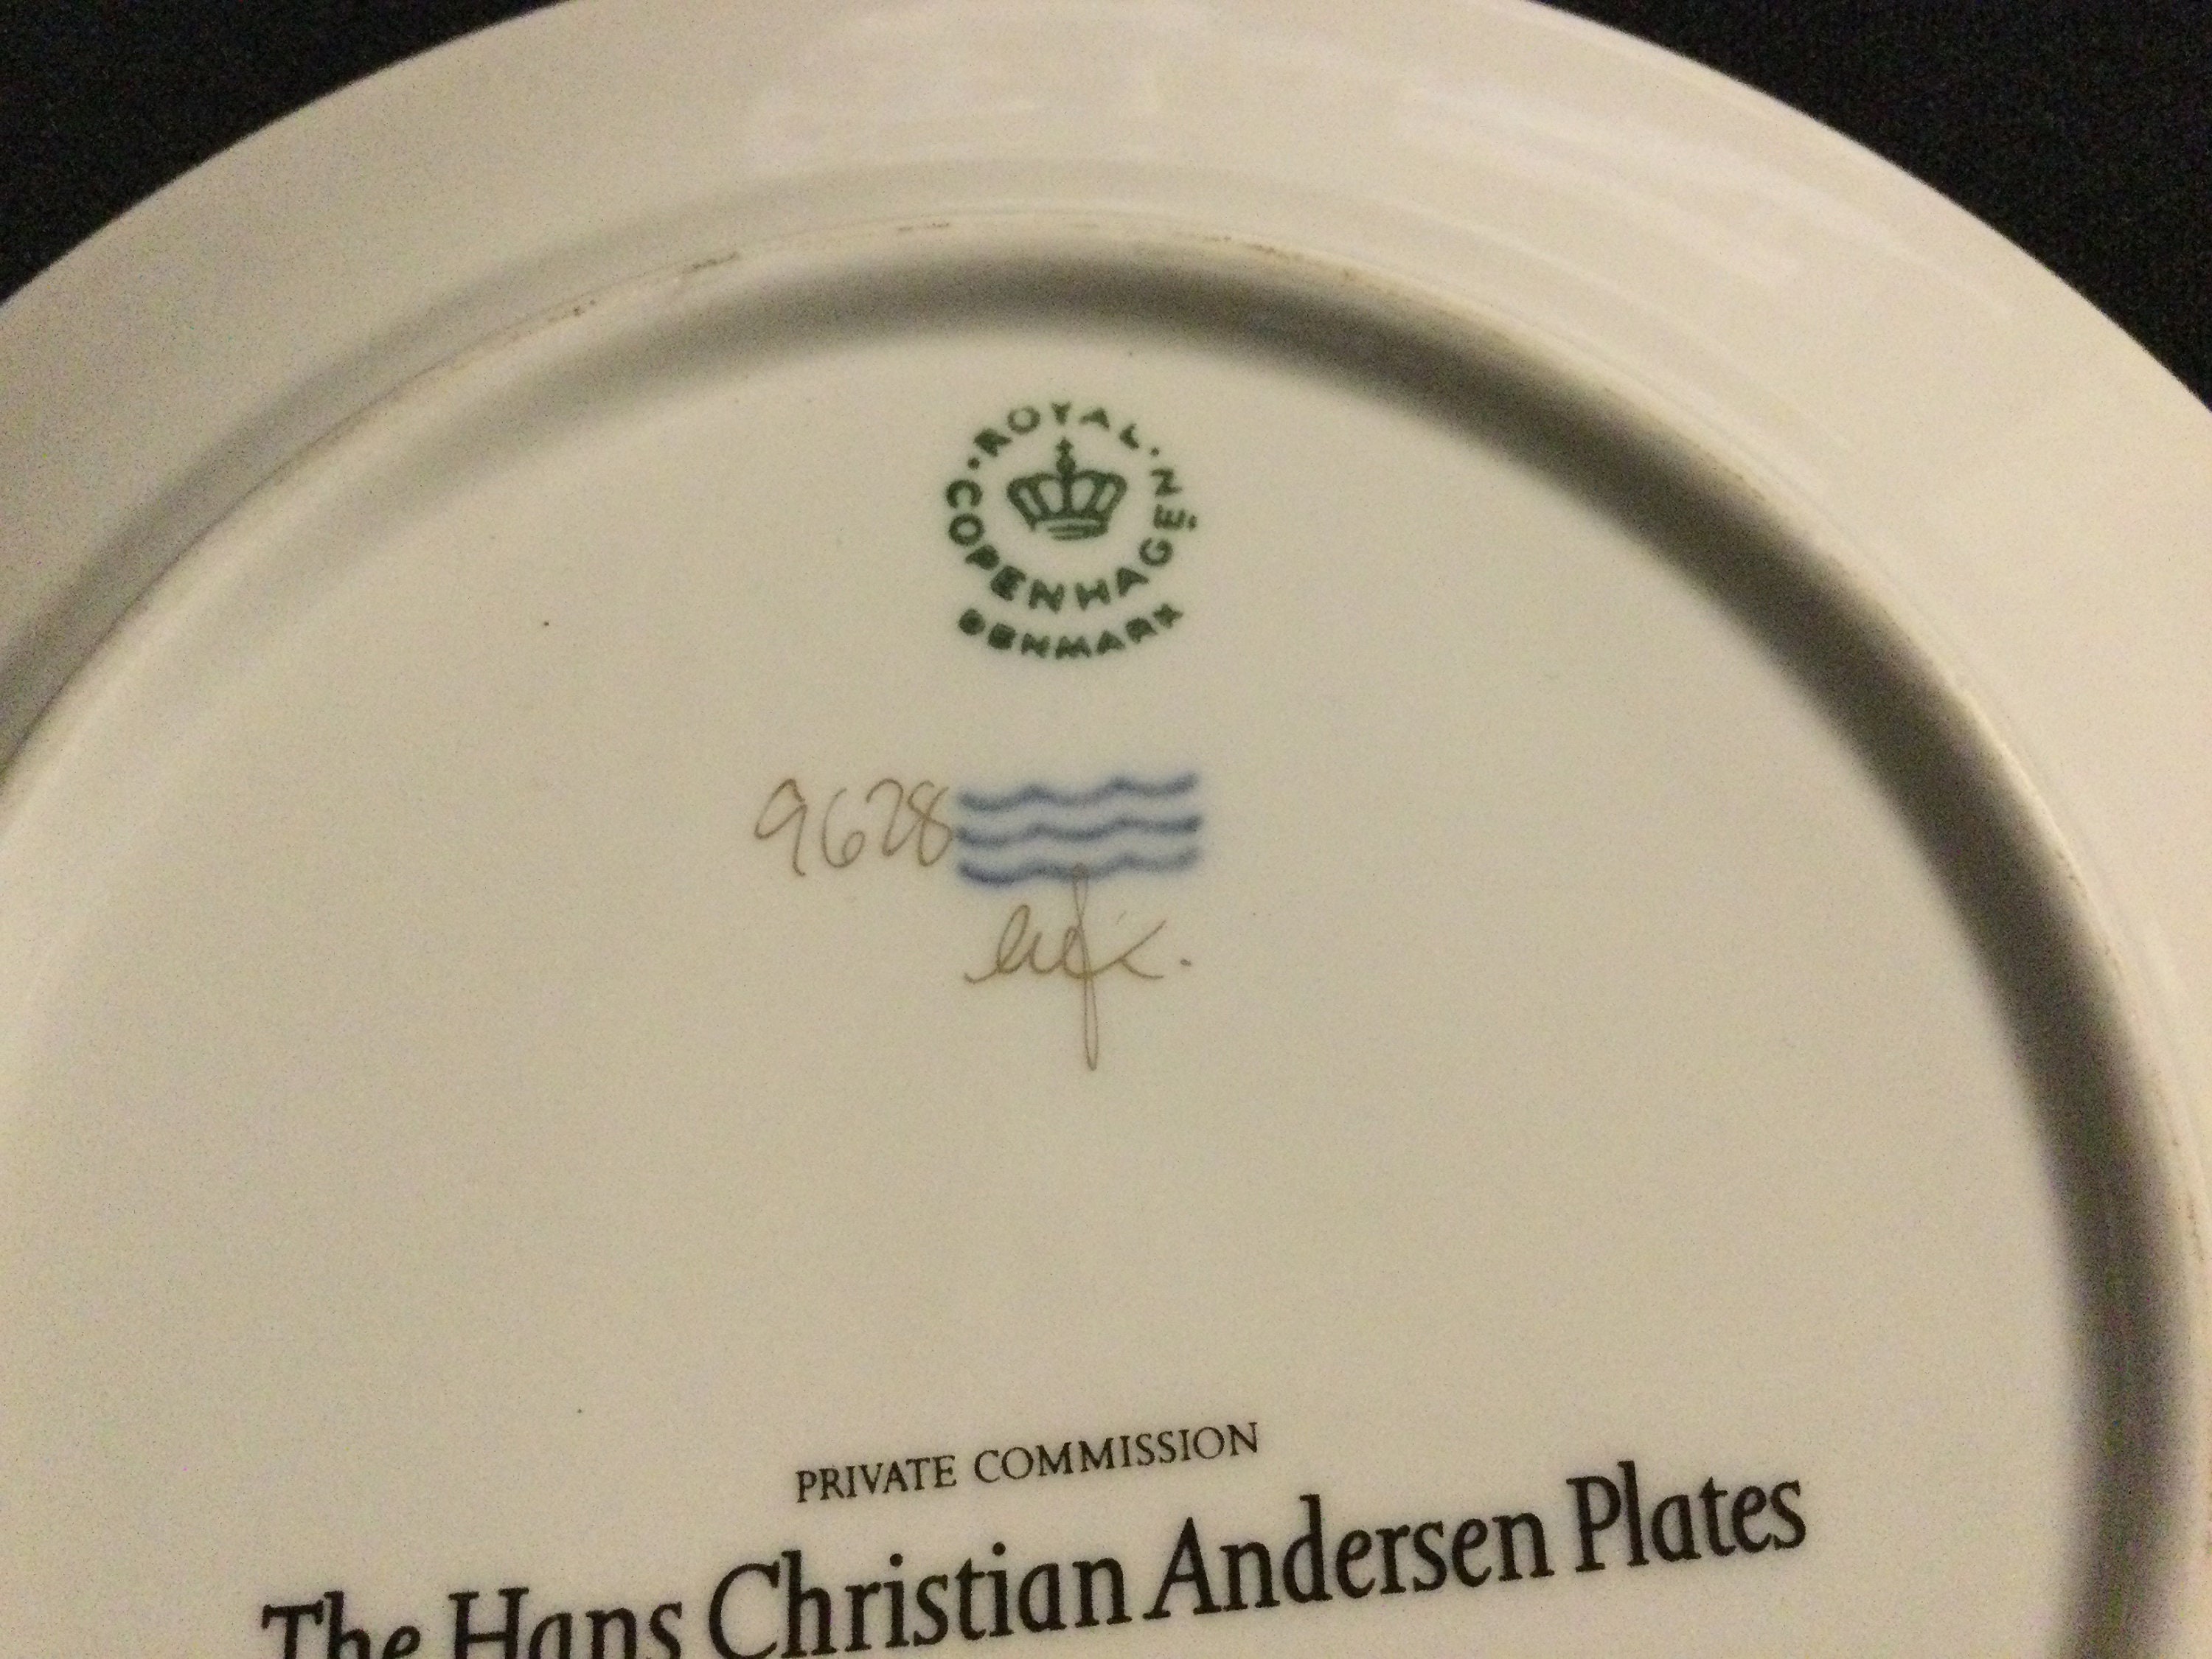 ROYAL
COPENHAGEN
DENMARK
9628
PRIVATE COMMISSION
The Hans Christian Andersen Plates